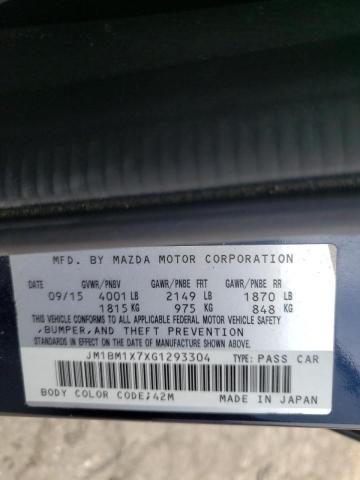 MFD. BY MAZDA MOTOR CORPORATION
DATE GVWR/PNBV GAWR/PNBE FRT GAWR/PNBE RR
09/15 4001 LB 2149 LB 1870 LB
1815 KG 975 KG 848 KG
THIS VEHICLE CONFORMS TO ALL APPLICABLE FEDERAL MOTOR VEHICLE SAFETY,
,BUMPER,AND THEFT PREVENTION
STANDARDS IN EFFECT ON THE DATE OF MANUFACTURE SHOWN ABOVE.
JM1BM1X7XG1293304 TYPE: PASS CAR
BODY COLOR CODE;42M MADE IN JAPAN